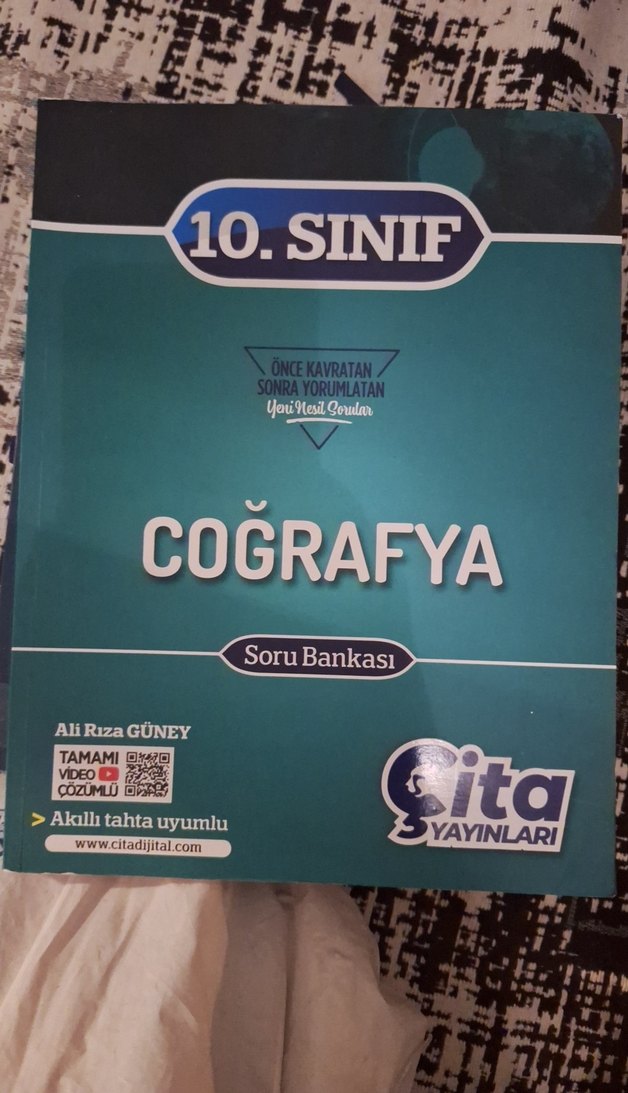 10. SINIF
ÖNCE KAVRATAN
SONRA YORUMLATAN
Yeni Nesil Sorular
COĞRAFYA
Soru Bankası
Ali Rıza GÜNEY
TAMAMI
VİDEO
ÇÖZÜMLÜ
> Akıllı tahta uyumlu
www.citadijital.com
Çita
YAYINLARI